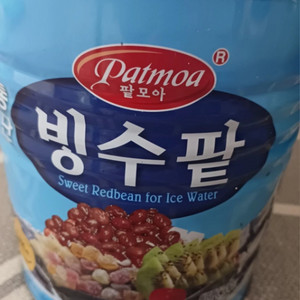 Patmoa
팥모아
®
빙수팥
Sweet Redbean for Ice Water